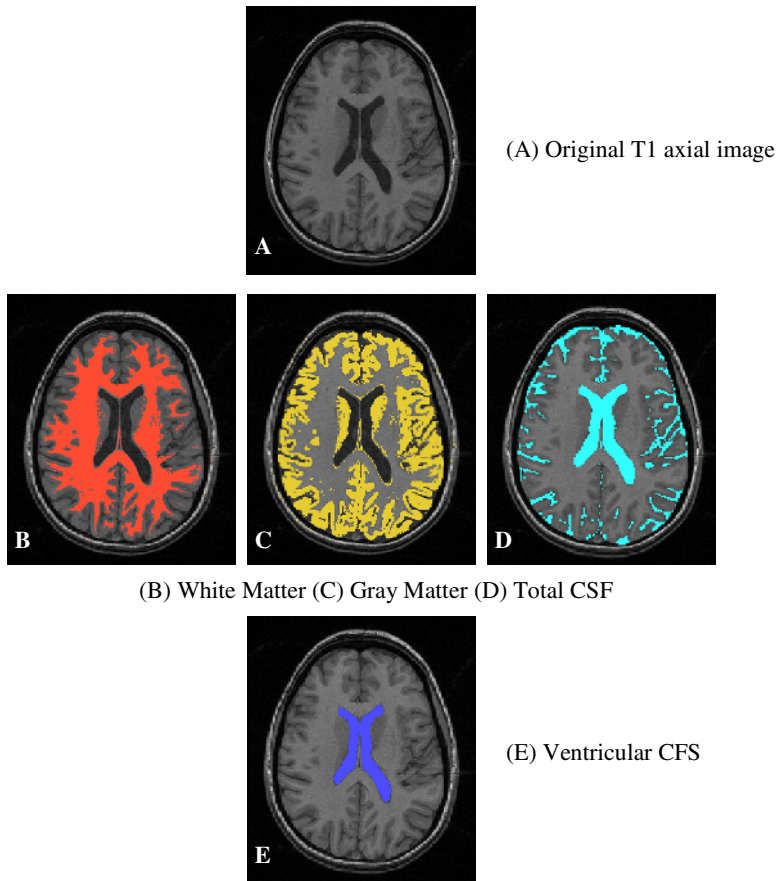 (A) Original T1 axial image
A
B
C
D
(B) White Matter (C) Gray Matter (D) Total CSF
(E) Ventricular CFS
E